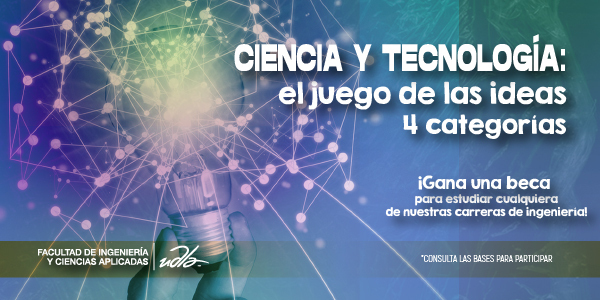 CIENCIA Y TECNOLOGÍA:
el juego de las ideas
4 categorías
¡Gana una beca
para estudiar cualquiera
de nuestras carreras de ingeniería!
FACULTAD DE INGENIERÍA
Y CIENCIAS APLICADAS
udla
*CONSULTA LAS BASES PARA PARTICIPAR